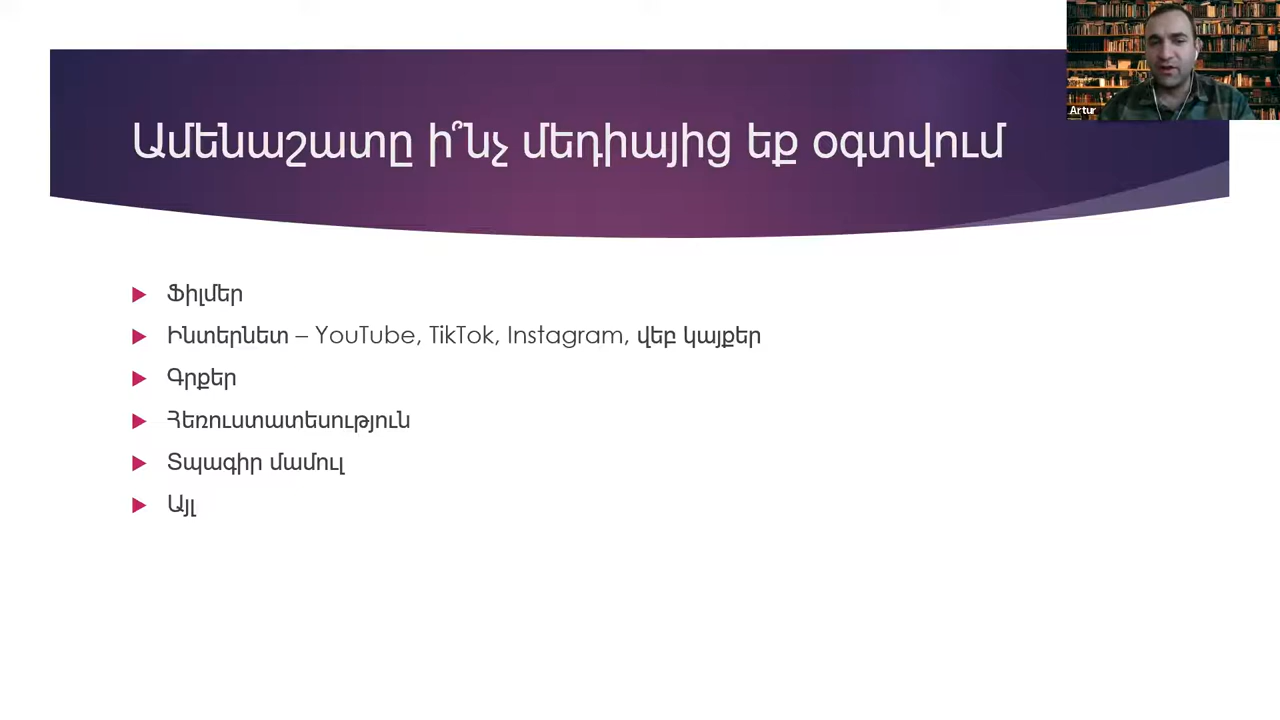 Artur
Ամենաշատը ի՞նչ մեդիայից եք օգտվում
Ֆիլմեր
Ինտերնետ – YouTube, TikTok, Instagram, վեբ կայքեր
Գրքեր
Հեռուստատեսություն
Տպագիր մամուլ
Այլ